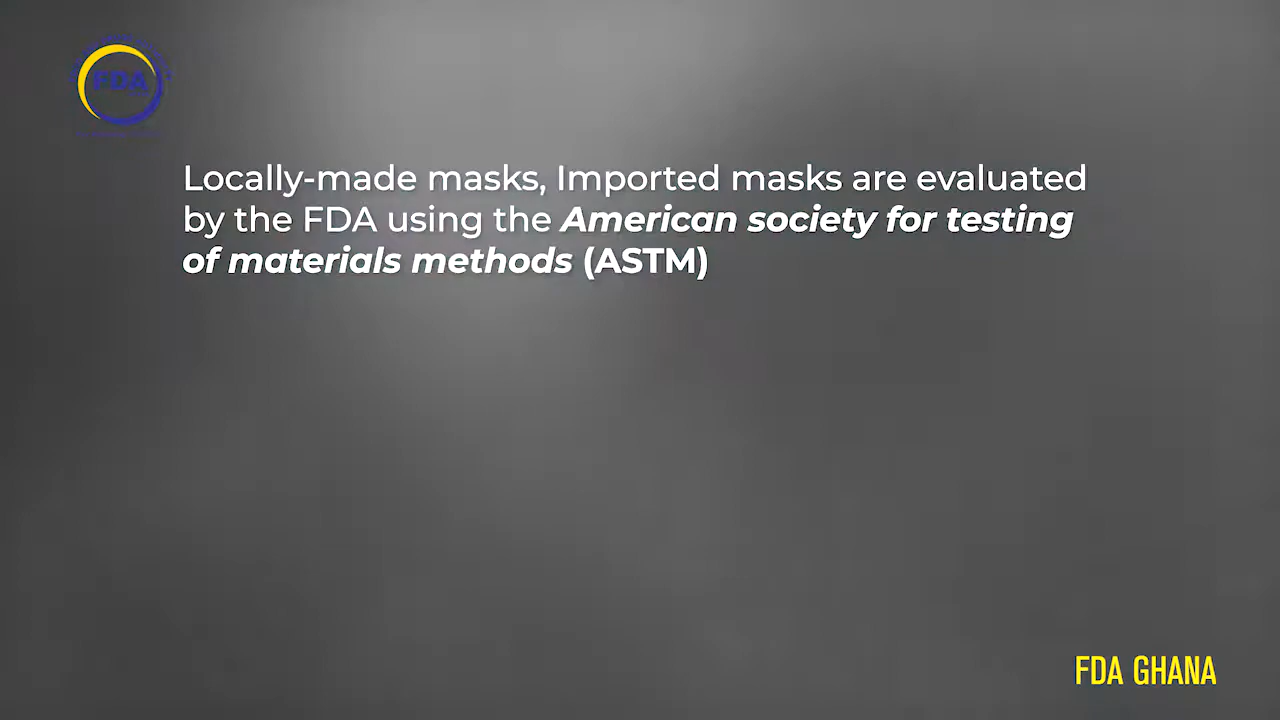 FDA
Locally-made masks, Imported masks are evaluated
by the FDA using the American society for testing
of materials methods (ASTM)
FDA GHANA